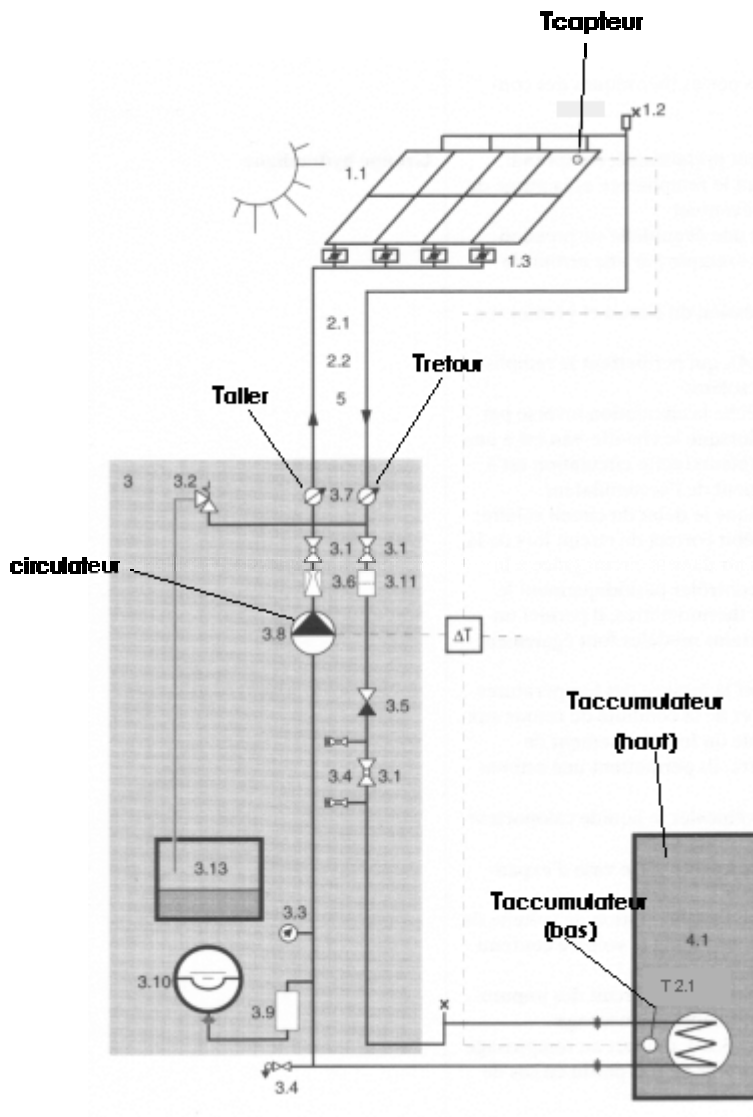 Tcapteur
1.2
1.1
1.3
2.1
2.2
5
Tretour
Taller
3
3.2
3.7
3.1
3.1
circulateur
3.6
3.11
3.8
ΔT
3.5
Taccumulateur
(haut)
3.4
3.1
3.13
Taccumulateur
(bas)
3.3
4.1
3.10
3.9
T 2.1
x
3.4